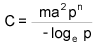 C = ma²pⁿ / -logₑ p